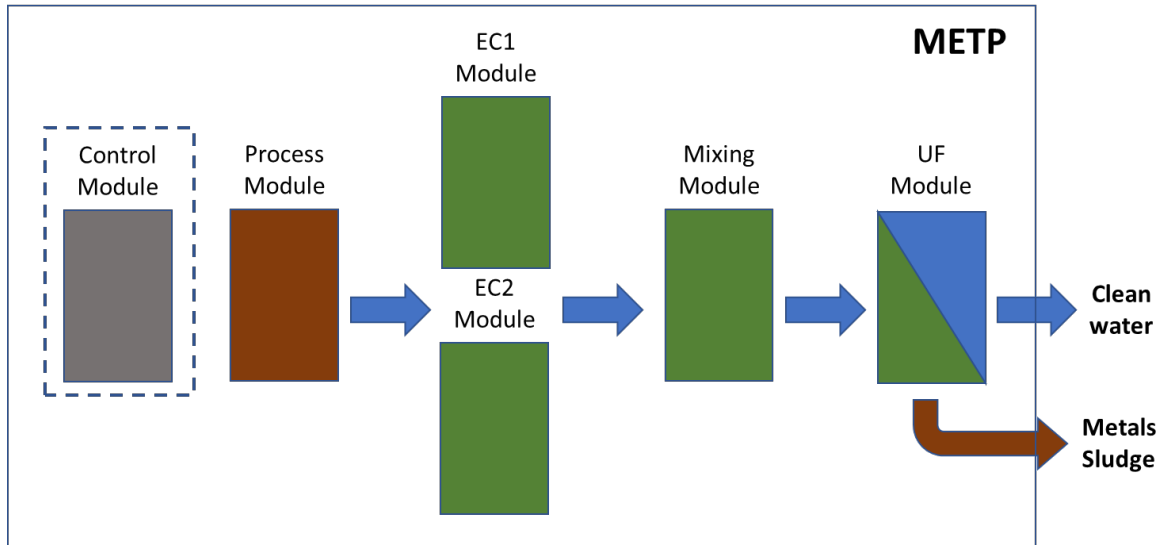 METP
EC1
Module
Control
Module
Process
Module
Mixing
Module
UF
Module
EC2
Module
Clean
water
Metals
Sludge